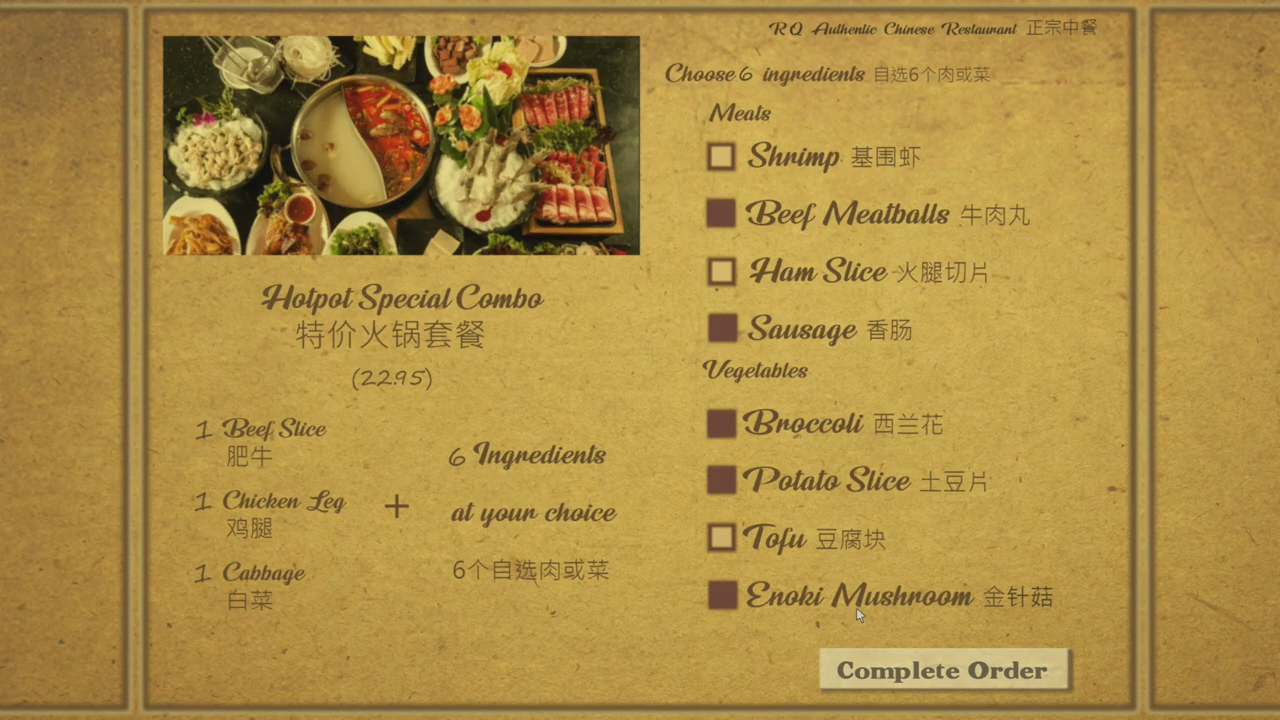 RQ Authentic Chinese Restaurant 正宗中餐
Hotpot Special Combo
特价火锅套餐
(22.95)
1 Beef Slice
肥牛
1 Chicken Leg
鸡腿
1 Cabbage
白菜
+
6 Ingredients
at your choice
6个自选肉或菜
Choose 6 ingredients 自选6个肉或菜
Meats
Shrimp 基围虾
Beef Meatballs 牛肉丸
Ham Slice 火腿切片
Sausage 香肠
Vegetables
Broccoli 西兰花
Potato Slice 土豆片
Tofu 豆腐块
Enoki Mushroom 金针菇
Complete Order